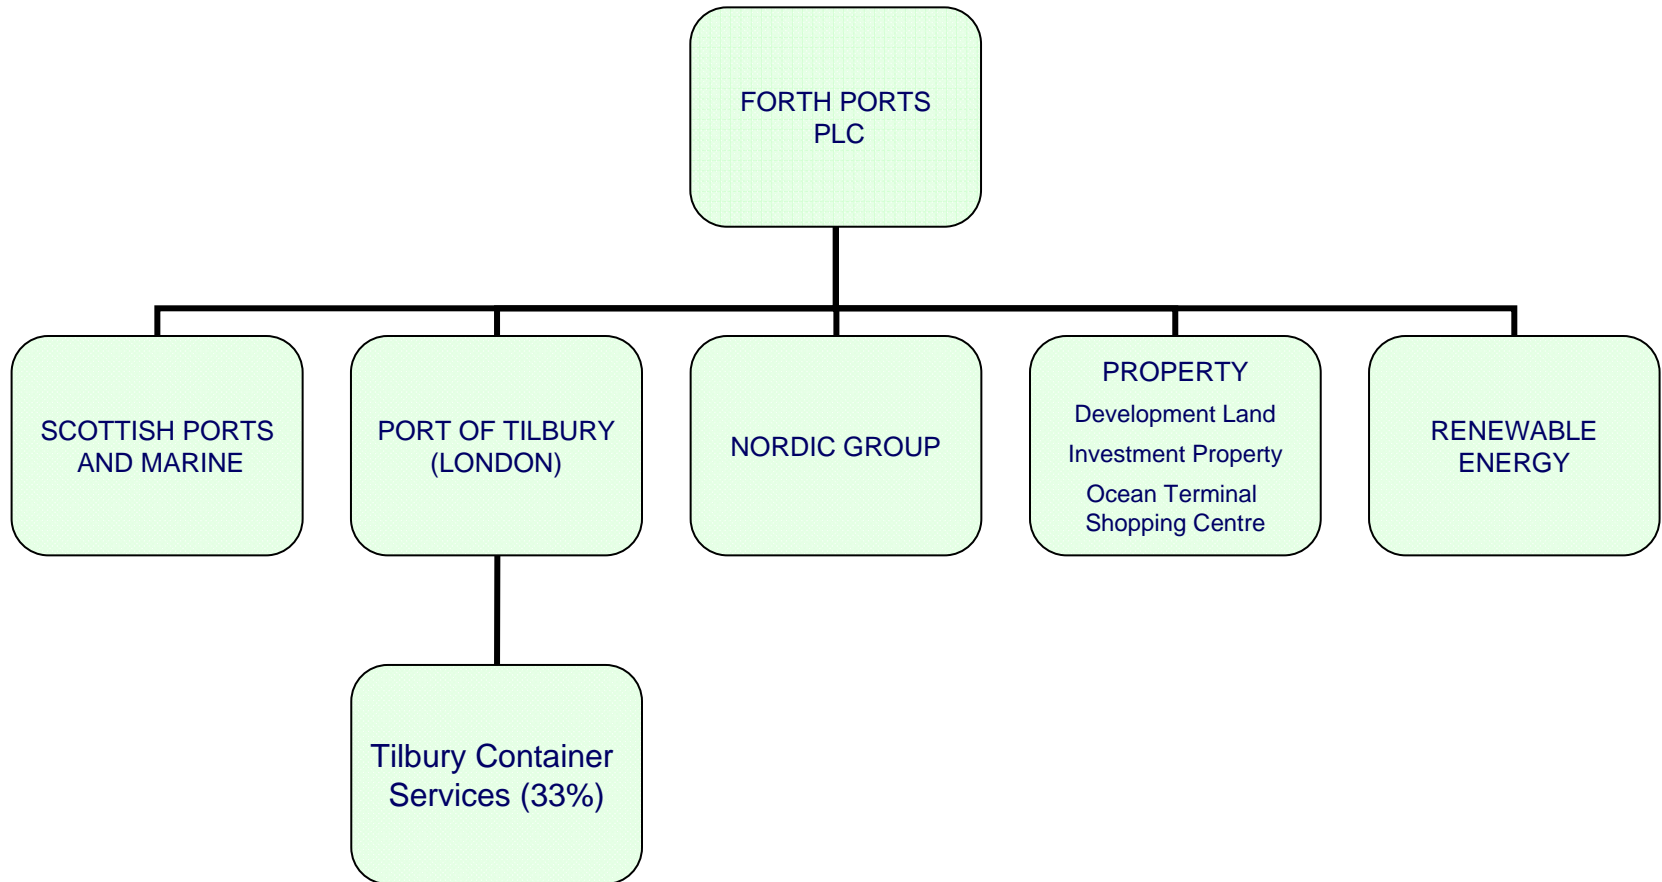 FORTH PORTS
PLC
SCOTTISH PORTS
AND MARINE
PORT OF TILBURY
(LONDON)
NORDIC GROUP
PROPERTY
Development Land
Investment Property
Ocean Terminal
Shopping Centre
RENEWABLE
ENERGY
Tilbury Container
Services (33%)